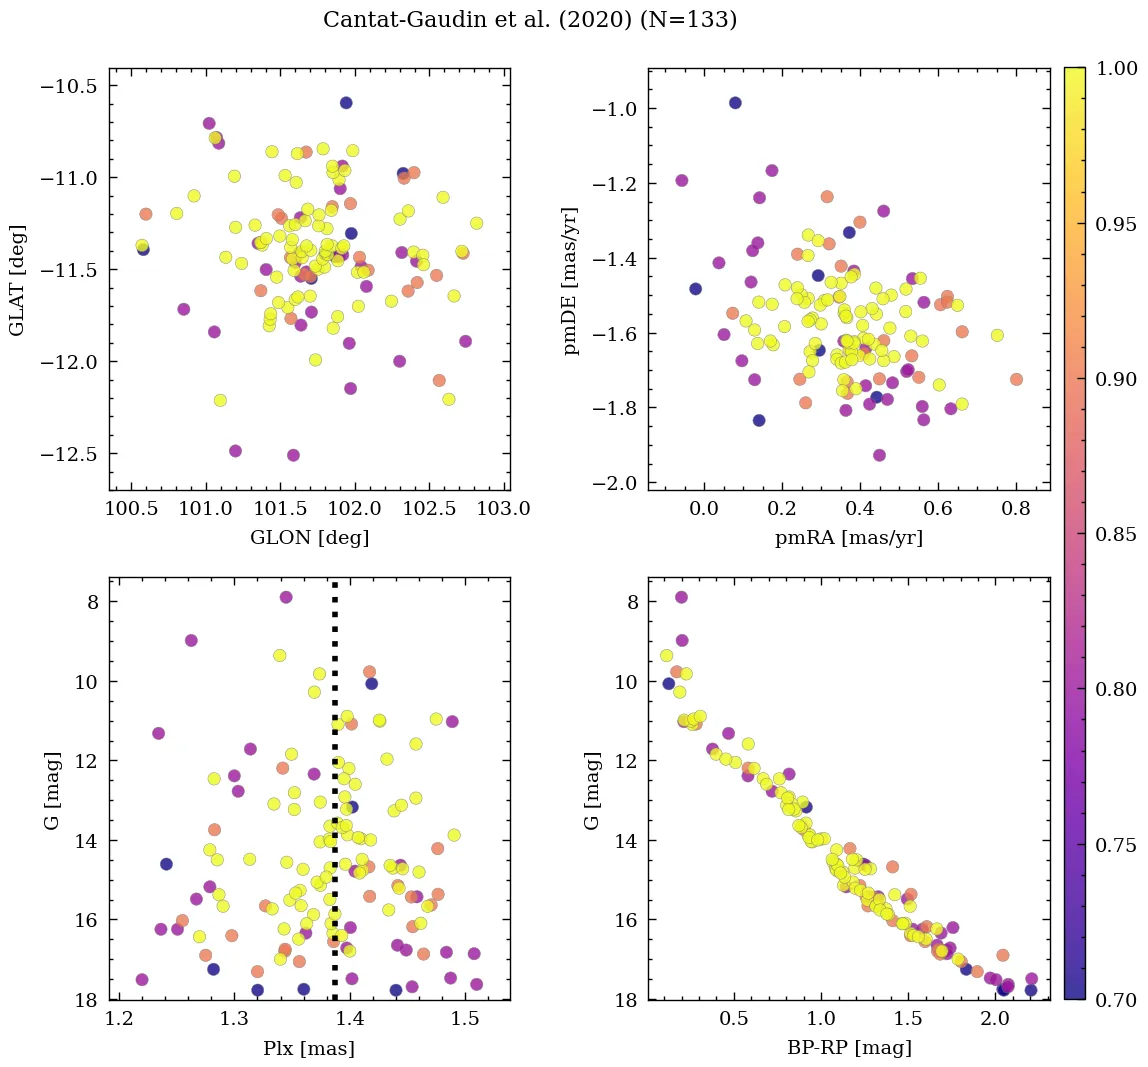 Cantat-Gaudin et al. (2020) (N=133)
−10.5
−11.0
−11.5
−12.0
−12.5
GLAT [deg]
100.5 101.0 101.5 102.0 102.5 103.0
GLON [deg]
−1.0
−1.2
−1.4
−1.6
−1.8
−2.0
pmDE [mas/yr]
0.0 0.2 0.4 0.6 0.8
pmRA [mas/yr]
8
10
12
14
16
18
G [mag]
1.2 1.3 1.4 1.5
Plx [mas]
8
10
12
14
16
18
G [mag]
0.5 1.0 1.5 2.0
BP-RP [mag]
1.00
0.95
0.90
0.85
0.80
0.75
0.70